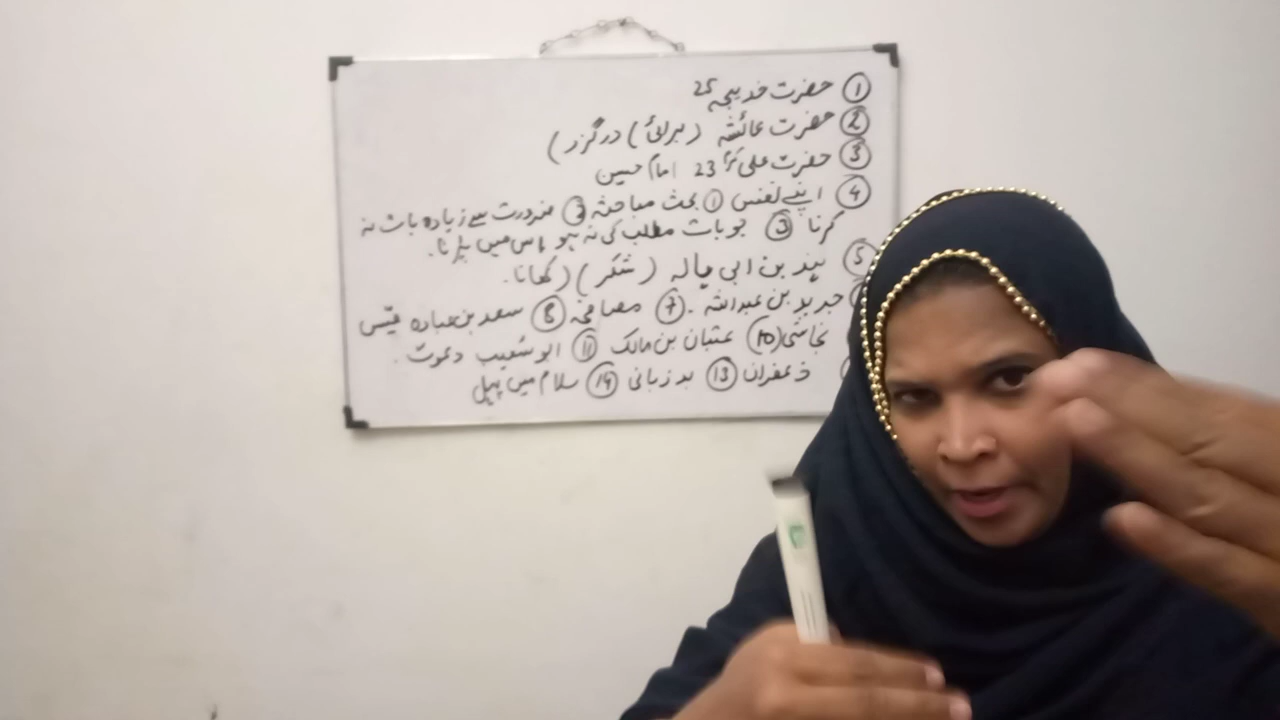 ① حضرت خدیجہ 25
② حضرت عائشہ (برائ) درگزر)
③ حضرت علی 23 امام حسین
④ اپنے نفس ① بحث مباحثہ ② ضرورت سے زیادہ بات نہ
کرنا ③ جو بات مطلب کی نہ ہو اس میں پڑنا.
⑤ ہند بن ابی ہالہ (شکر) (کھانا.
جریر بن عبداللہ . ⑦ مصافحہ ⑧ سعد بن عبادہ قیس
نجاشی ⑩ عتبان بن مالک ⑪ ابو شعیب دعوت .
زعفران ⑬ بد زبانی ⑭ سلام میں پہل